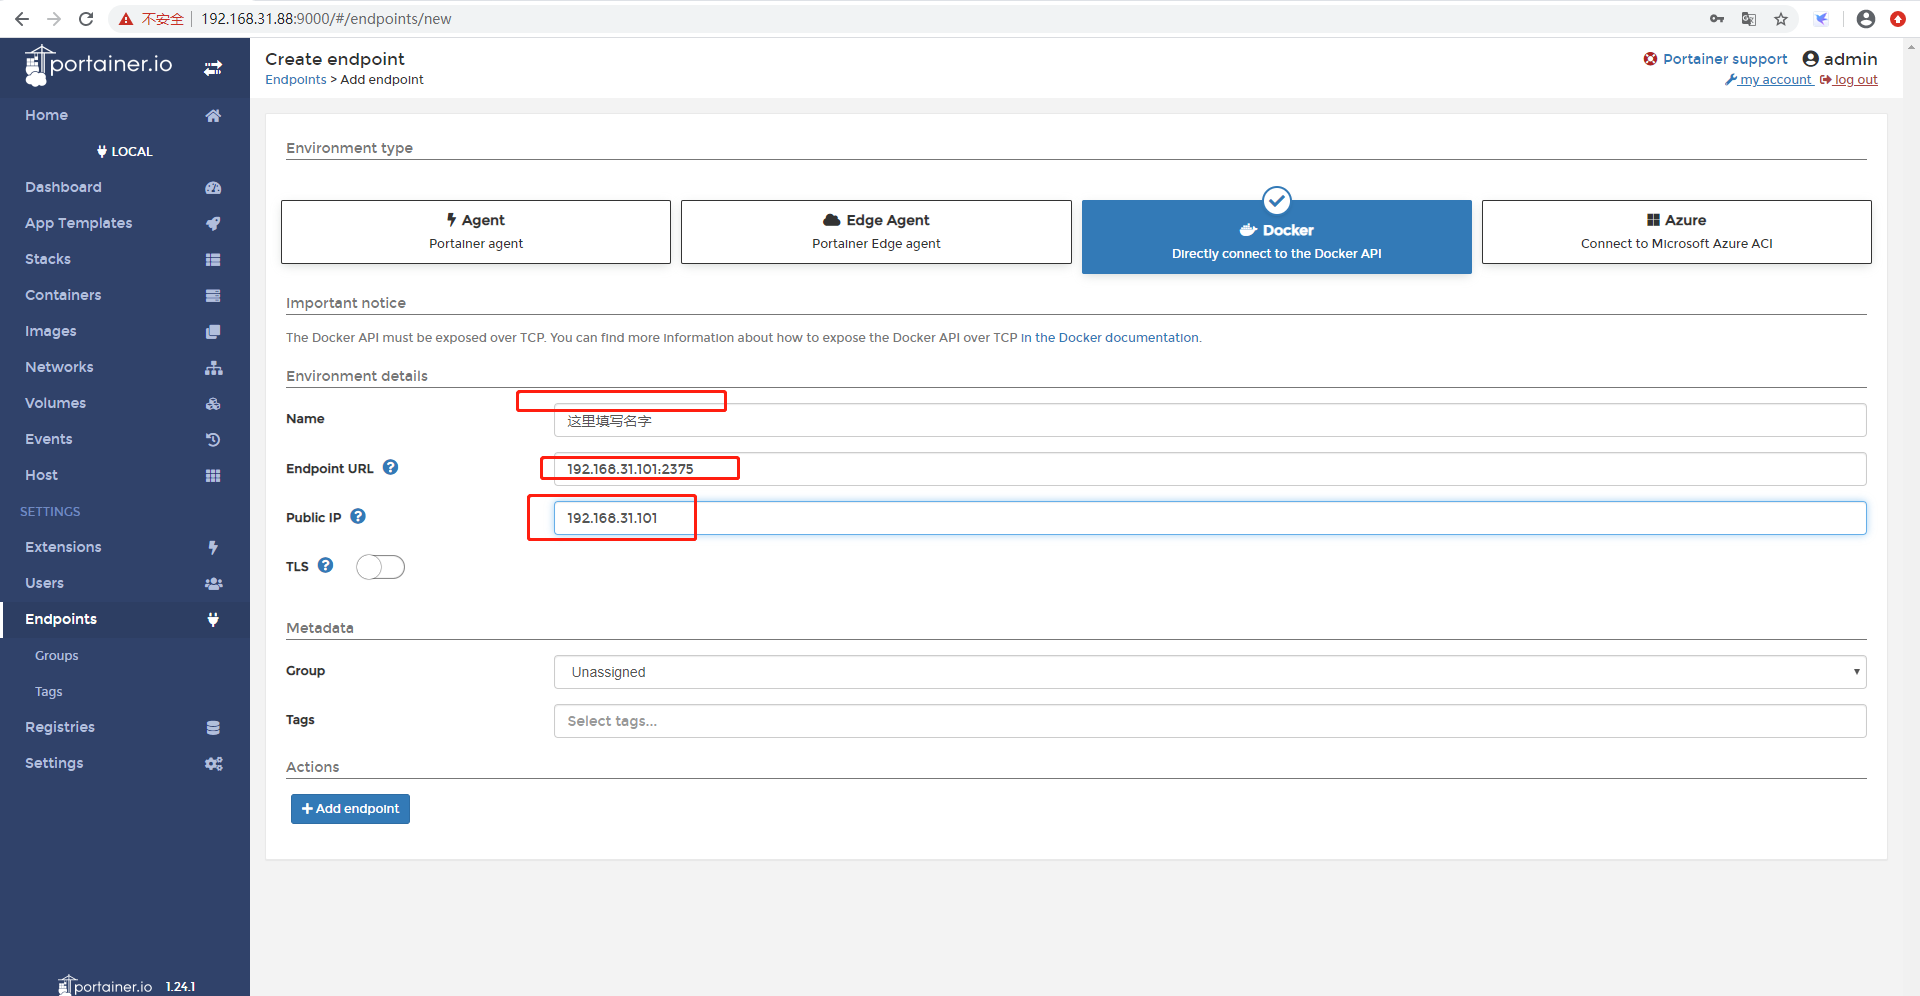 不安全 192.168.31.88:9000/#/endpoints/new
portainer.io
Home
LOCAL
Dashboard
App Templates
Stacks
Containers
Images
Networks
Volumes
Events
Host
SETTINGS
Extensions
Users
Endpoints
Groups
Tags
Registries
Settings
portainer.io 1.24.1
Create endpoint
Endpoints > Add endpoint
Portainer support admin
my account log out
Environment type
Agent
Portainer agent
Edge Agent
Portainer Edge agent
Docker
Directly connect to the Docker API
Azure
Connect to Microsoft Azure ACI
Important notice
The Docker API must be exposed over TCP. You can find more information about how to expose the Docker API over TCP in the Docker documentation.
Environment details
Name 这里填写名字
Endpoint URL 192.168.31.101:2375
Public IP 192.168.31.101
TLS
Metadata
Group Unassigned
Tags Select tags...
Actions
Add endpoint